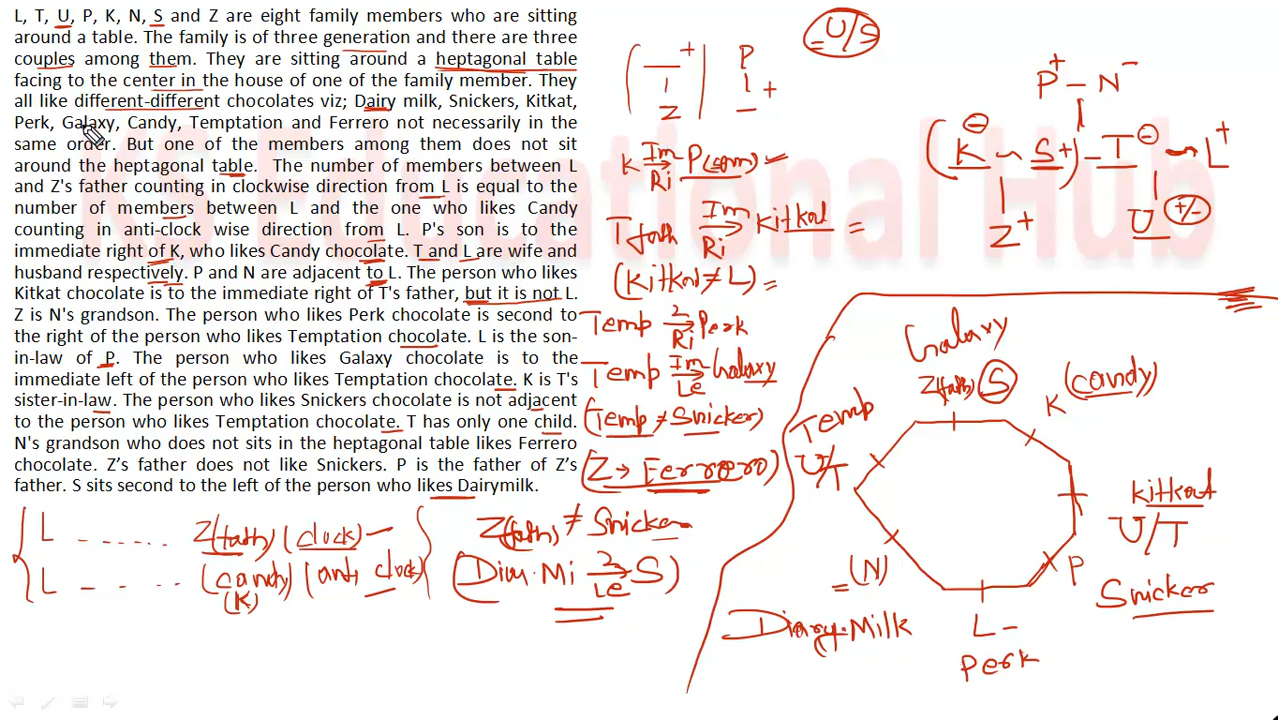 L, T, U, P, K, N, S and Z are eight family members who are sitting
around a table. The family is of three generation and there are three
couples among them. They are sitting around a heptagonal table
facing to the center in the house of one of the family member. They
all like different-different chocolates viz; Dairy milk, Snickers, Kitkat,
Perk, Galaxy, Candy, Temptation and Ferrero not necessarily in the
same order. But one of the members among them does not sit
around the heptagonal table. The number of members between L
and Z's father counting in clockwise direction from L is equal to the
number of members between L and the one who likes Candy
counting in anti-clock wise direction from L. P's son is to the
immediate right of K, who likes Candy chocolate. T and L are wife and
husband respectively. P and N are adjacent to L. The person who likes
Kitkat chocolate is to the immediate right of T's father, but it is not L.
Z is N's grandson. The person who likes Perk chocolate is second to
the right of the person who likes Temptation chocolate. L is the son-
in-law of P. The person who likes Galaxy chocolate is to the
immediate left of the person who likes Temptation chocolate. K is T's
sister-in-law. The person who likes Snickers chocolate is not adjacent
to the person who likes Temptation chocolate. T has only one child.
N's grandson who does not sits in the heptagonal table likes Ferrero
chocolate. Z's father does not like Snickers. P is the father of Z's
father. S sits second to the left of the person who likes Dairymilk.
L ------ Z(fath) (clock)
L - - ---- (candy) (anti clock)
(K)
+ P
Z
+
K Im Ri P(son)
T fath Im Ri Kitkat =
(Kitkat ≠ L) =
Temp 2 Ri Perk
Temp Im Le Galaxy
(Temp ≠ Snicker)
(Z → Ferrero)
Z(fath) ≠ Snicker
(Diar.Mi 2 Le S)
= U/S
P+ – N-
(K ~ S+) – T ~ L+
Z+ U (+/-)
Galaxy
Z(fath) S
K (candy)
Temp
U/T
Kitkat
U/T
P
Snicker
= (N)
Diary.Milk
L -
Perk
KS Educational Hub